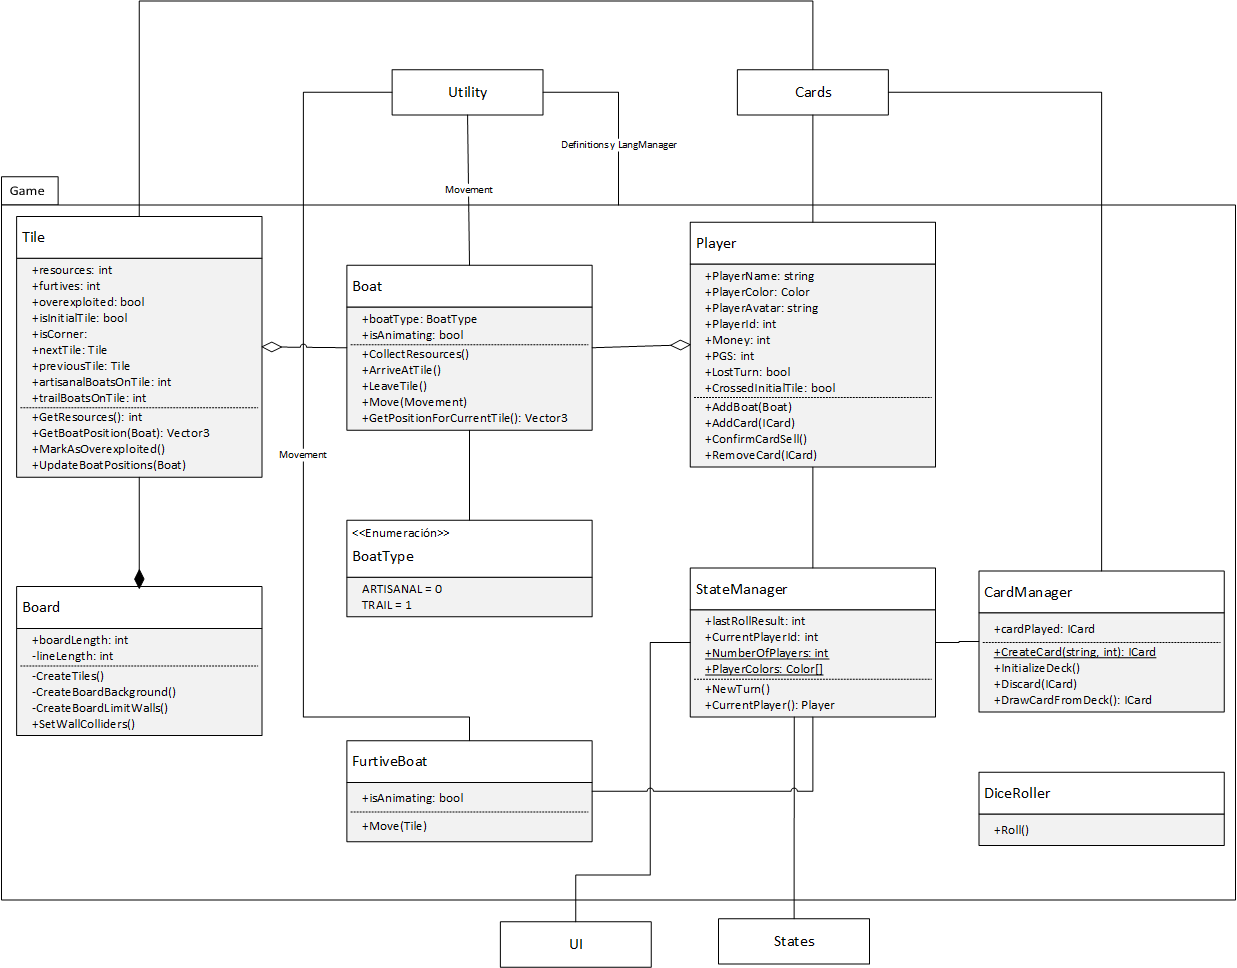 Utility
Cards
Definitions y LangManager
Movement
Game
Tile
+resources: int
+furtives: int
+overexploited: bool
+isInitialTile: bool
+isCorner:
+nextTile: Tile
+previousTile: Tile
+artisanalBoatsOnTile: int
+trailBoatsOnTile: int
+GetResources(): int
+GetBoatPosition(Boat): Vector3
+MarkAsOverexploited()
+UpdateBoatPositions(Boat)
Boat
+boatType: BoatType
+isAnimating: bool
+CollectResources()
+ArriveAtTile()
+LeaveTile()
+Move(Movement)
+GetPositionForCurrentTile(): Vector3
Player
+PlayerName: string
+PlayerColor: Color
+PlayerAvatar: string
+PlayerId: int
+Money: int
+PGS: int
+LostTurn: bool
+CrossedInitialTile: bool
+AddBoat(Boat)
+AddCard(ICard)
+ConfirmCardSell()
+RemoveCard(ICard)
Movement
<<Enumeración>>
BoatType
ARTISANAL = 0
TRAIL = 1
Board
+boardLength: int
-lineLength: int
-CreateTiles()
-CreateBoardBackground()
-CreateBoardLimitWalls()
+SetWallColliders()
StateManager
+lastRollResult: int
+CurrentPlayerId: int
+NumberOfPlayers: int
+PlayerColors: Color[]
+NewTurn()
+CurrentPlayer(): Player
CardManager
+cardPlayed: ICard
+CreateCard(string, int): ICard
+InitializeDeck()
+Discard(ICard)
+DrawCardFromDeck(): ICard
FurtiveBoat
+isAnimating: bool
+Move(Tile)
DiceRoller
+Roll()
UI
States